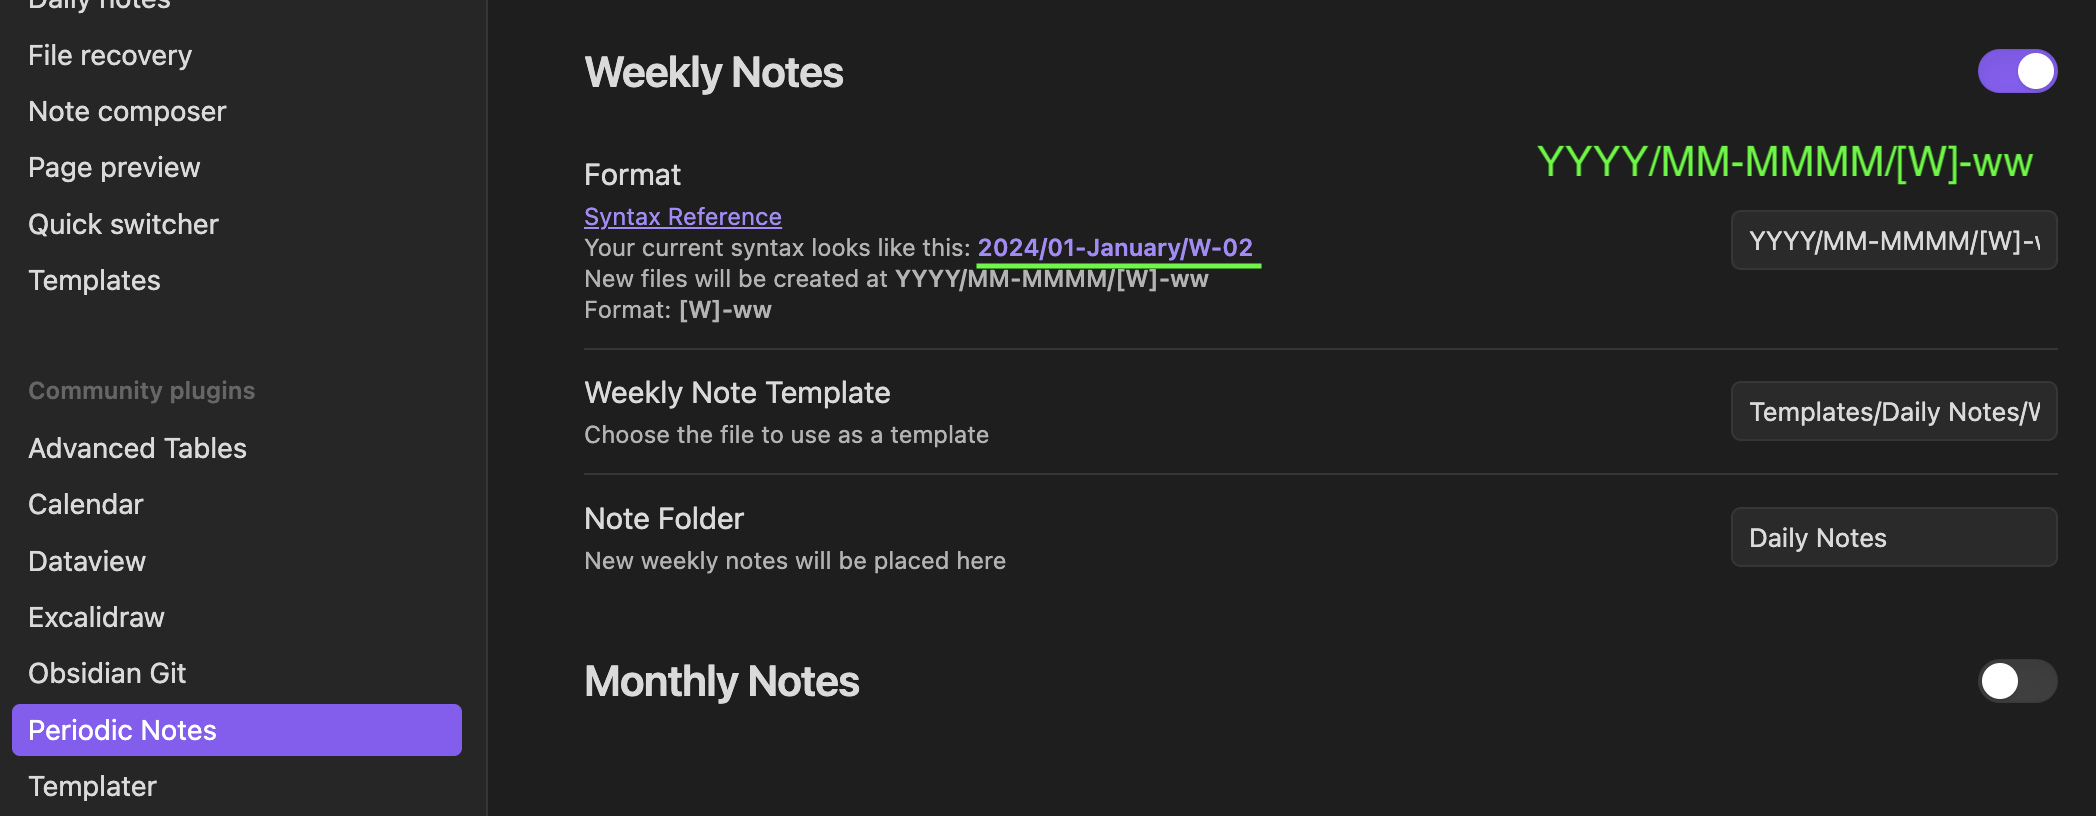 Daily notes
File recovery
Note composer
Page preview
Quick switcher
Templates
Community plugins
Advanced Tables
Calendar
Dataview
Excalidraw
Obsidian Git
Periodic Notes
Templater
Weekly Notes
YYYY/MM-MMMM/[W]-ww
Format
Syntax Reference
Your current syntax looks like this: 2024/01-January/W-02
New files will be created at YYYY/MM-MMMM/[W]-ww
Format: [W]-ww
YYYY/MM-MMMM/[W]-w
Weekly Note Template
Choose the file to use as a template
Templates/Daily Notes/W
Note Folder
New weekly notes will be placed here
Daily Notes
Monthly Notes